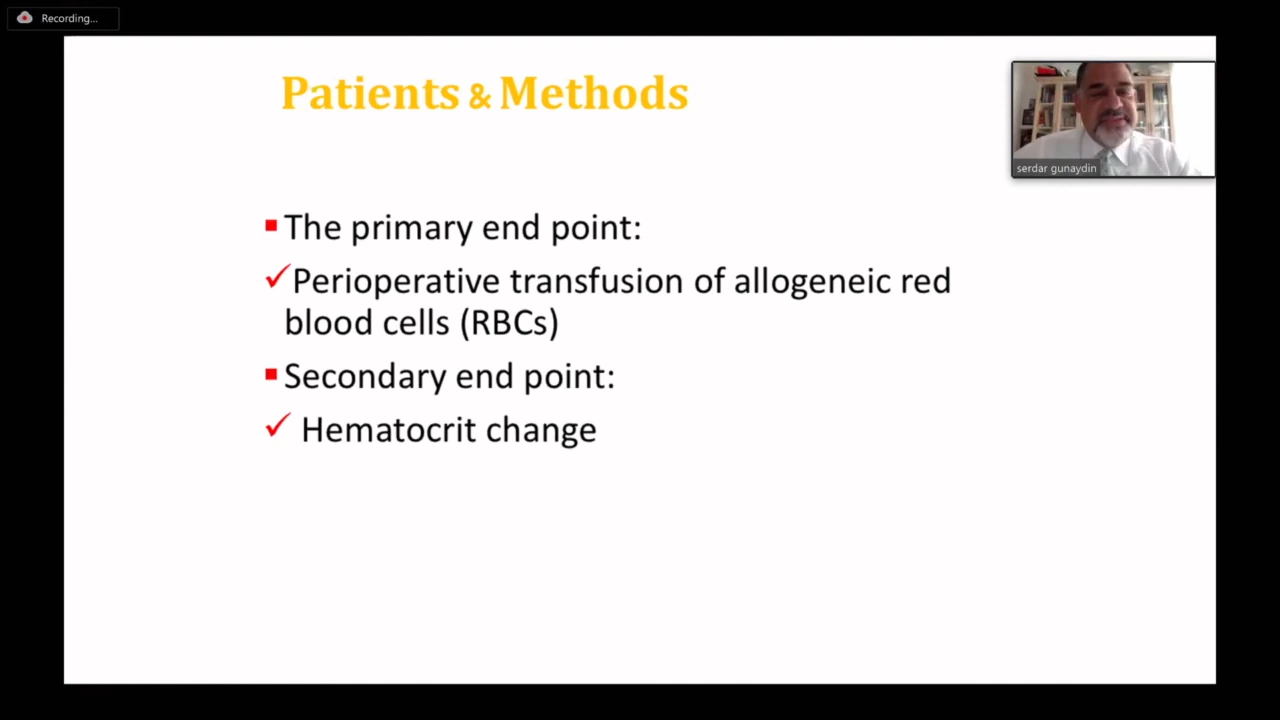 Recording...
Patients & Methods
serdar gunaydin
The primary end point:
Perioperative transfusion of allogeneic red
blood cells (RBCs)
Secondary end point:
Hematocrit change